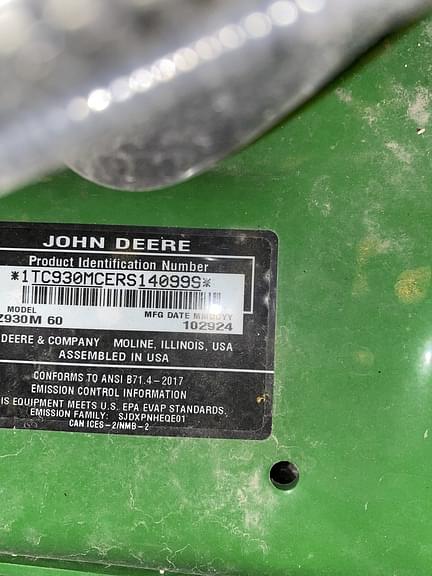 JOHN DEERE
Product Identification Number
*1TC930MCERS140999*
MODEL MFG DATE MMDDYY
Z930M 60 102924
DEERE & COMPANY MOLINE, ILLINOIS, USA
ASSEMBLED IN USA
CONFORMS TO ANSI B71.4-2017
EMISSION CONTROL INFORMATION
IS EQUIPMENT MEETS U.S. EPA EVAP STANDARDS.
EMISSION FAMILY: SJDXPNHEQE01
CAN ICES-2/NMB-2